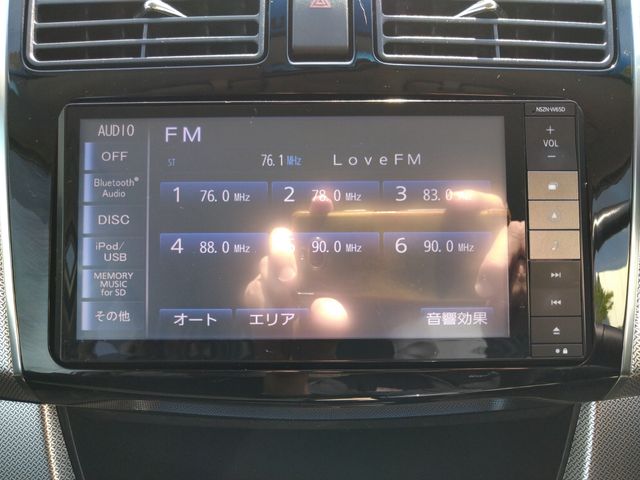 NSZN-W65D
AUDIO
FM
OFF
ST 76.1 MHz LoveFM
+
VOL
−
Bluetooth® Audio
1 76.0 MHz 2 78.0 MHz 3 83.0 MHz
DISC
iPod/USB
4 88.0 MHz 5 90.0 MHz 6 90.0 MHz
MEMORY MUSIC for SD
その他
オート エリア 音響効果